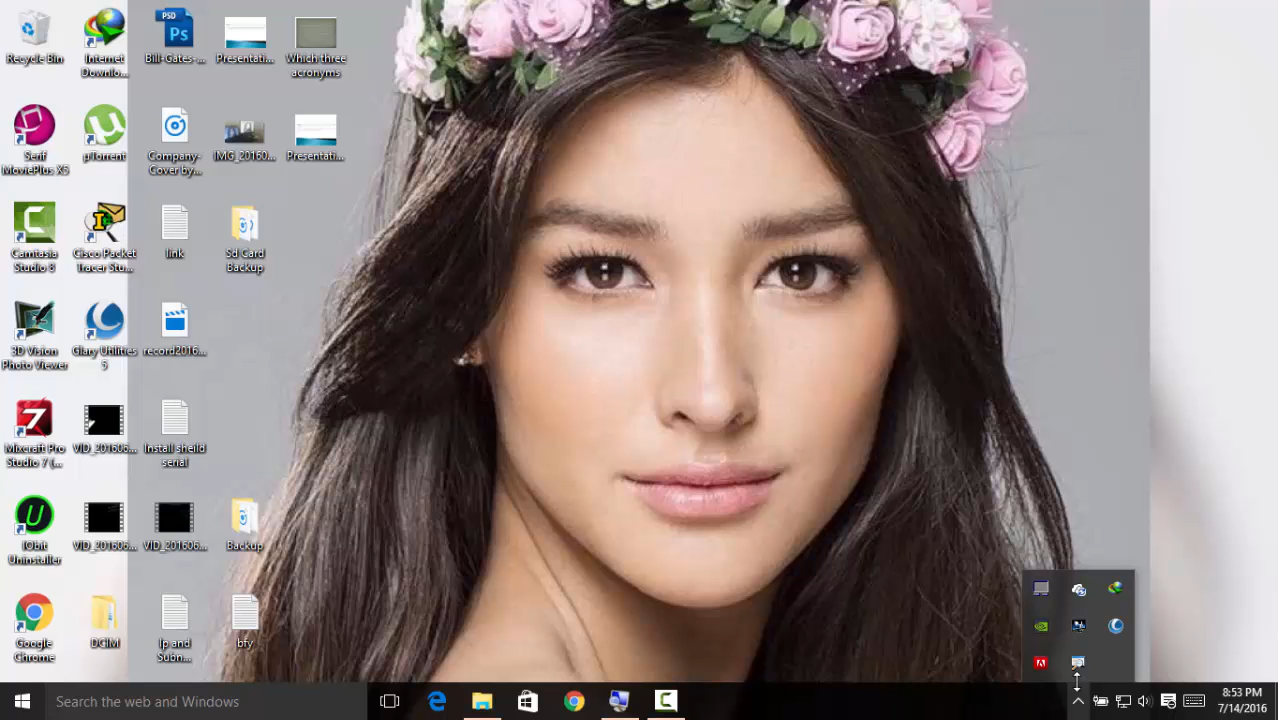 Recycle Bin
Internet
Downlo...
PSD
Ps
Bill-Gates-...
Presentati...
Which three
acronyms
Serif
MoviePlus X5
µTorrent
Company-
Cover by...
IMG_20160...
Presentati...
Camtasia
Studio 8
Cisco Packet
Tracer Stu...
link
Sd Card
Backup
3D Vision
Photo Viewer
Glary Utilities
5
record2016...
Mixcraft Pro
Studio 7 (...
VID_201606...
Install sheild
serial
IObit
Uninstaller
VID_201606...
VID_201606...
Backup
Google
Chrome
DCIM
Ip and
Subn...
bfy
Search the web and Windows
8:53 PM
7/14/2016